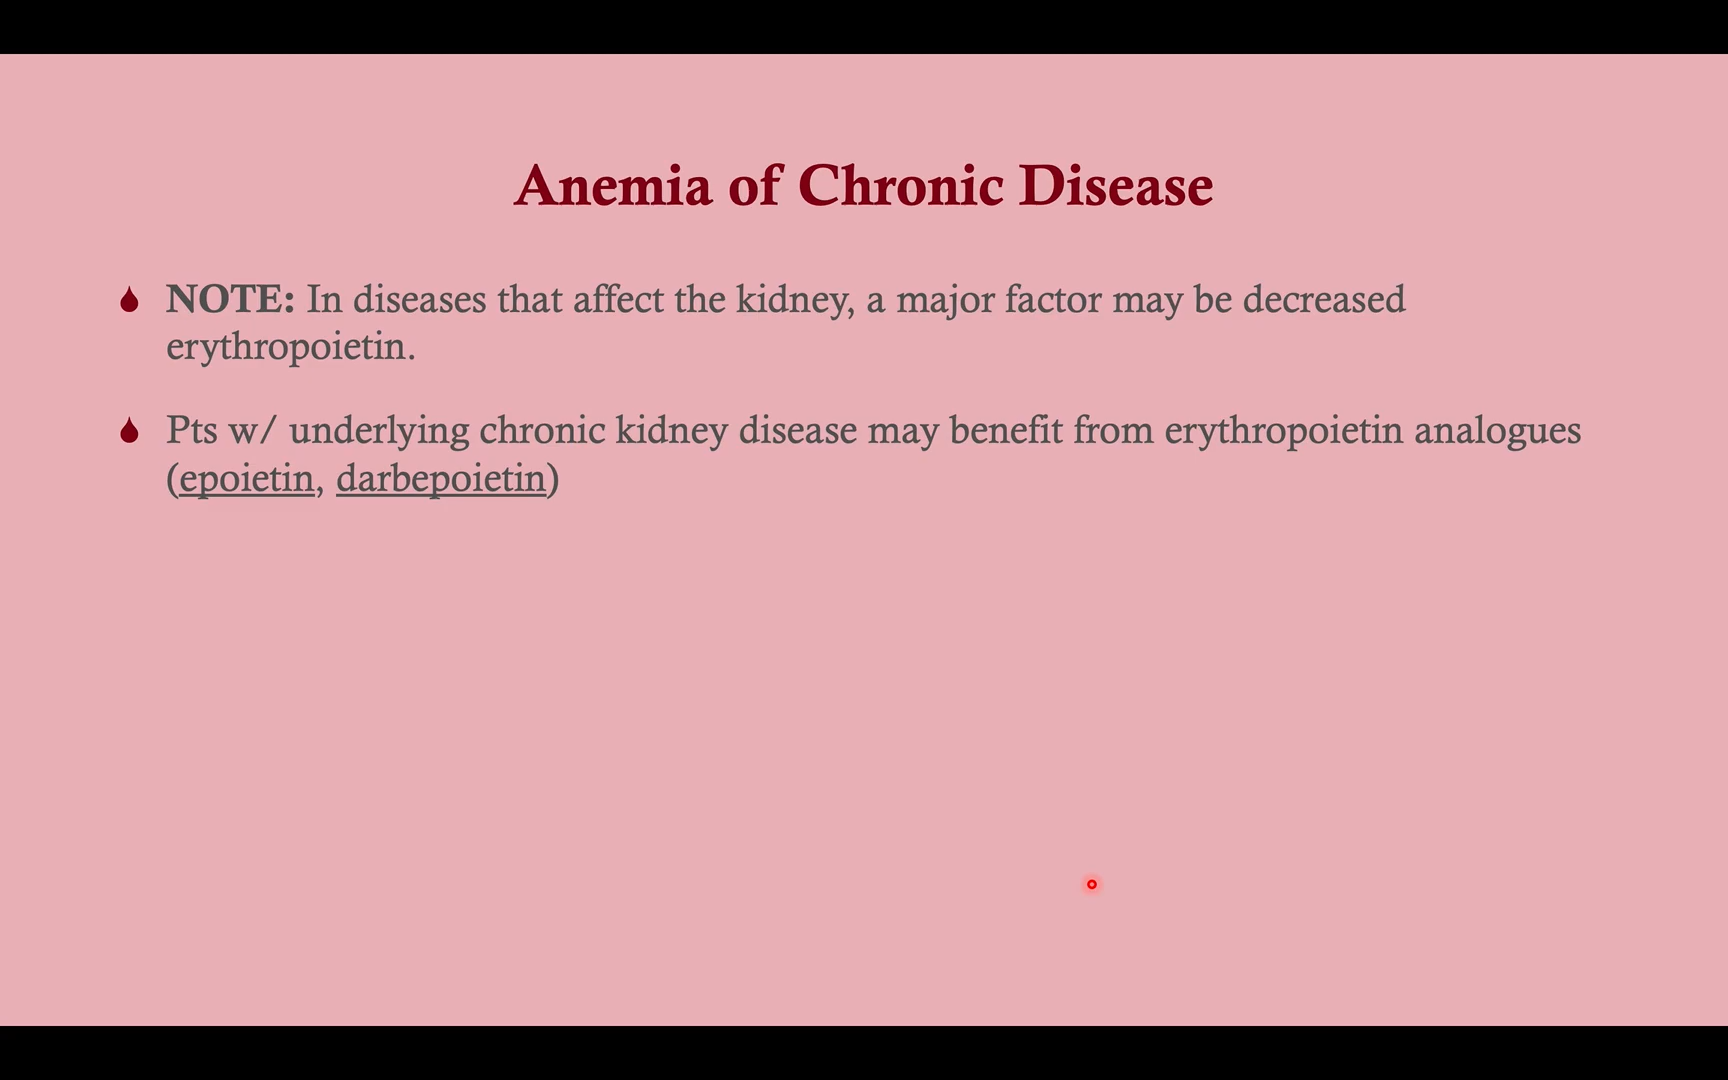 Anemia of Chronic Disease
NOTE: In diseases that affect the kidney, a major factor may be decreased
erythropoietin.
Pts w/ underlying chronic kidney disease may benefit from erythropoietin analogues
(epoietin, darbepoietin)